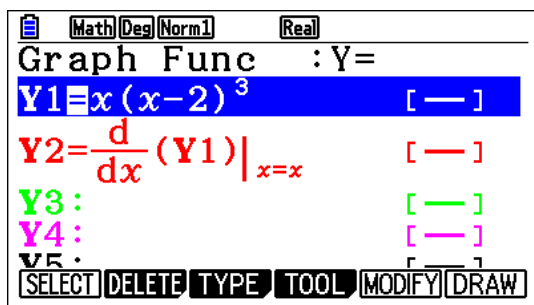 Math Deg Norm1 Real
Graph Func :Y=
Y1=x(x-2)³ [—]
Y2=d/dx(Y1)|x=x [—]
Y3: [—]
Y4: [—]
Y5: [—]
SELECT DELETE TYPE TOOL MODIFY DRAW